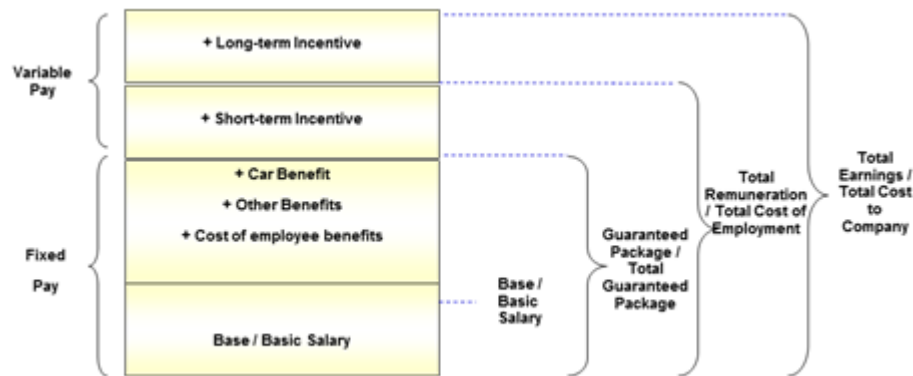 Variable
Pay
Fixed
Pay
+ Long-term Incentive
+ Short-term Incentive
+ Car Benefit
+ Other Benefits
+ Cost of employee benefits
Base / Basic Salary
Base /
Basic
Salary
Guaranteed
Package /
Total
Guaranteed
Package
Total
Remuneration
/ Total Cost of
Employment
Total
Earnings /
Total Cost
to
Company